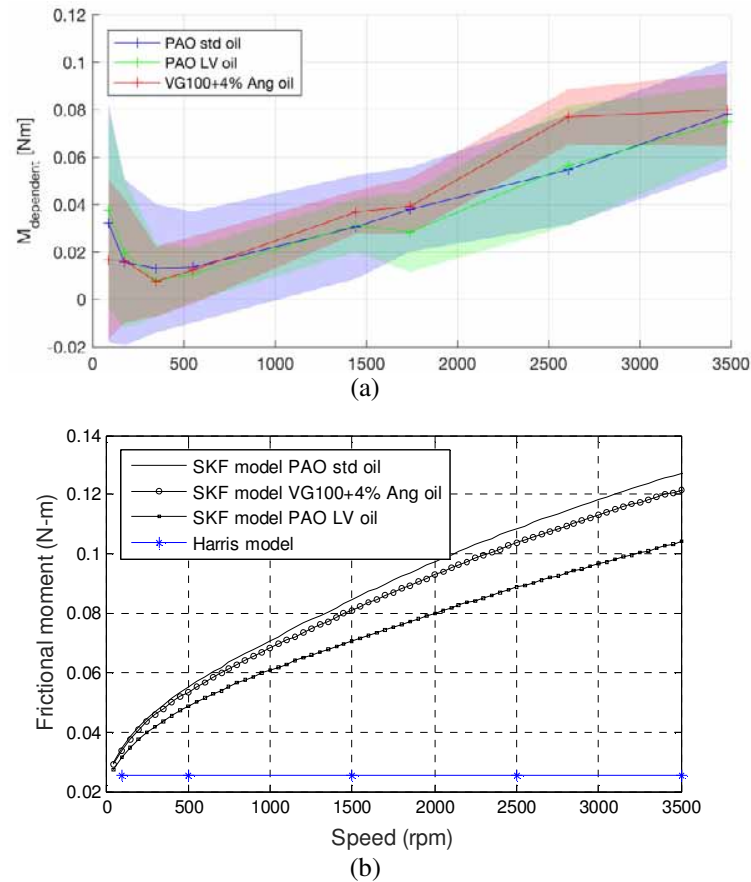 0.12
0.1
0.08
0.06
0.04
0.02
0
-0.02
M_dependent [Nm]
PAO std oil
PAO LV oil
VG100+4% Ang oil
0 500 1000 1500 2000 2500 3000 3500
(a)
0.14
0.12
0.1
0.08
0.06
0.04
0.02
Frictional moment (N-m)
SKF model PAO std oil
SKF model VG100+4% Ang oil
SKF model PAO LV oil
Harris model
0 500 1000 1500 2000 2500 3000 3500
Speed (rpm)
(b)